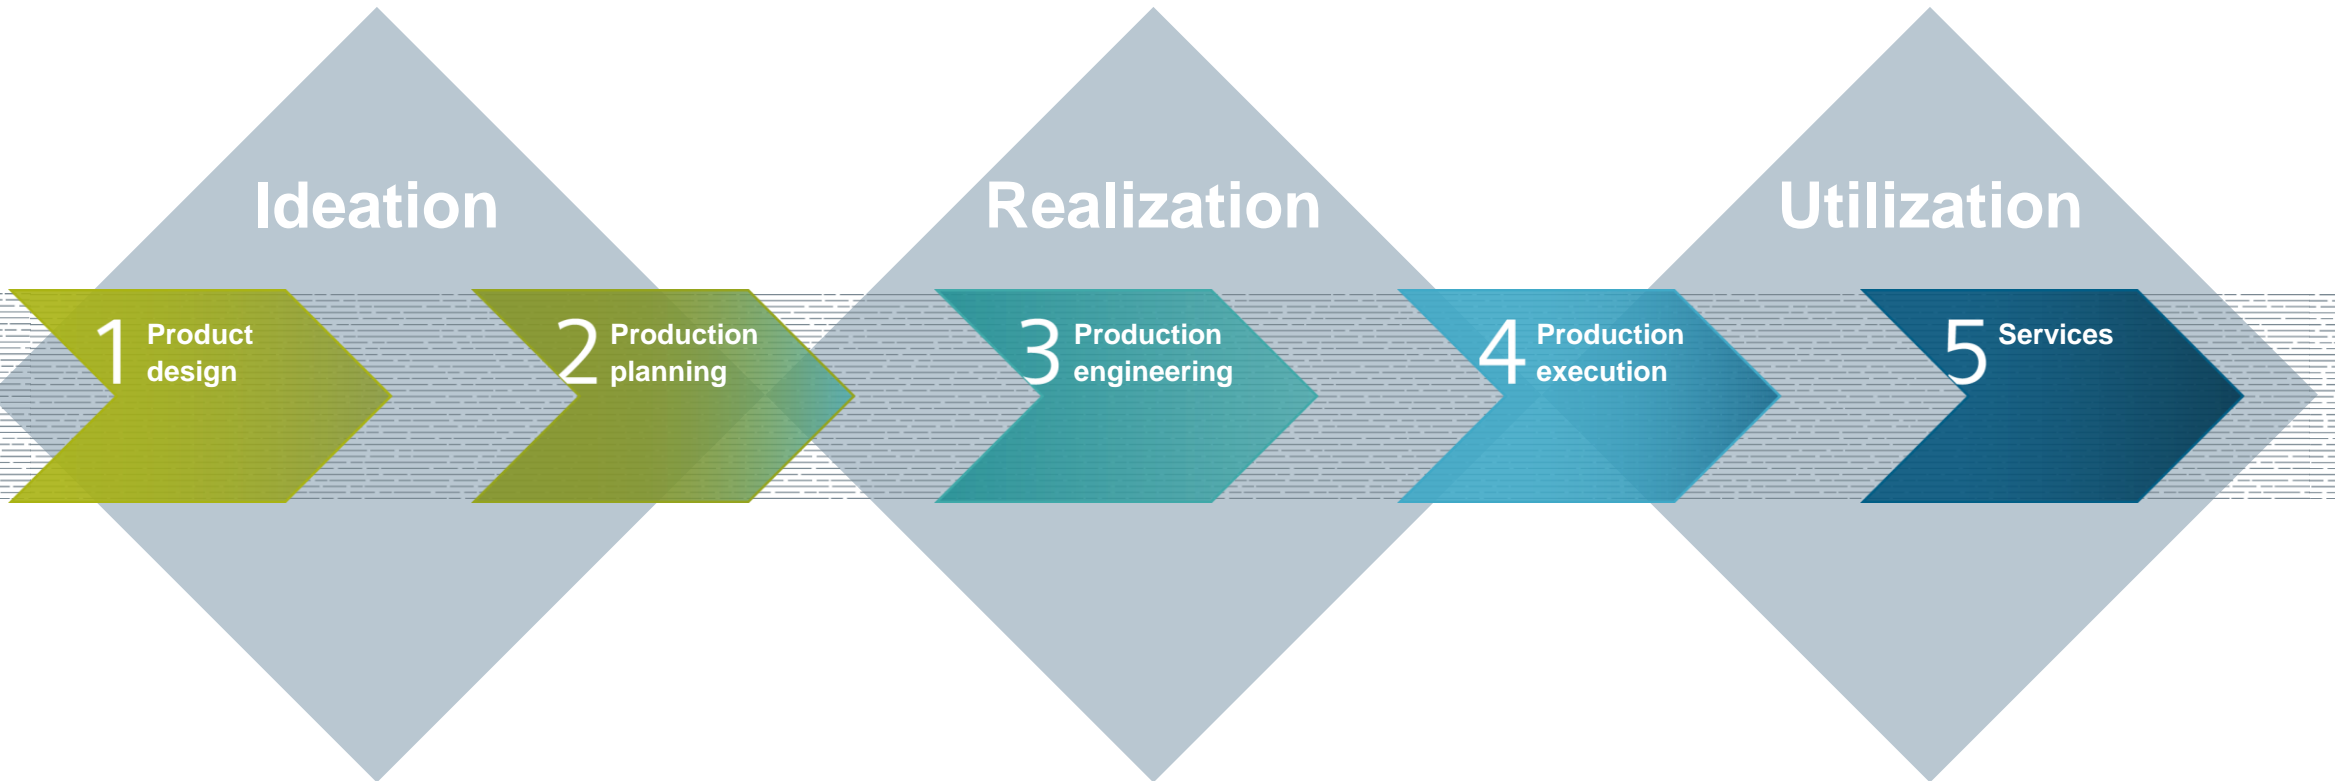 Ideation
Realization
Utilization
1 Product
design
2 Production
planning
3 Production
engineering
4 Production
execution
5 Services